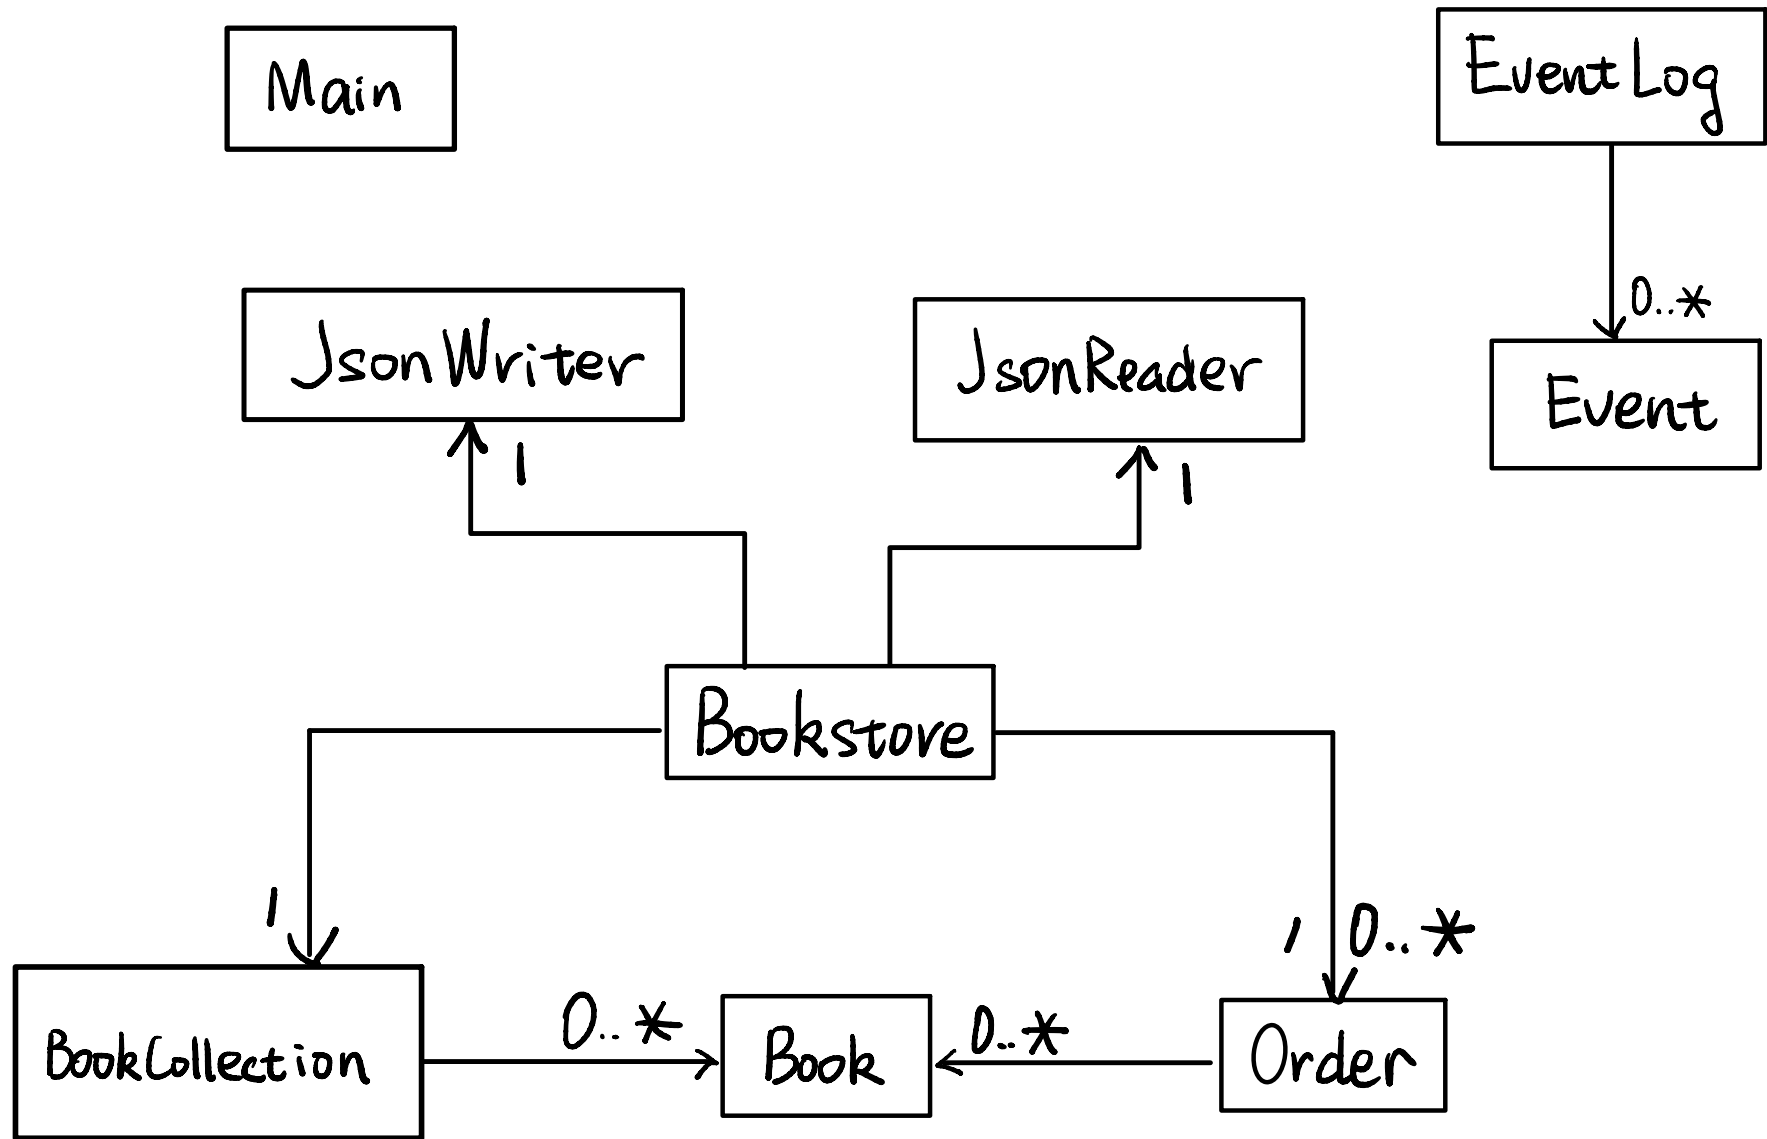 Main
EventLog
0..*
JsonWriter
JsonReader
Event
1
1
Bookstore
1
1 0..*
BookCollection
0..*
Book
0..*
Order